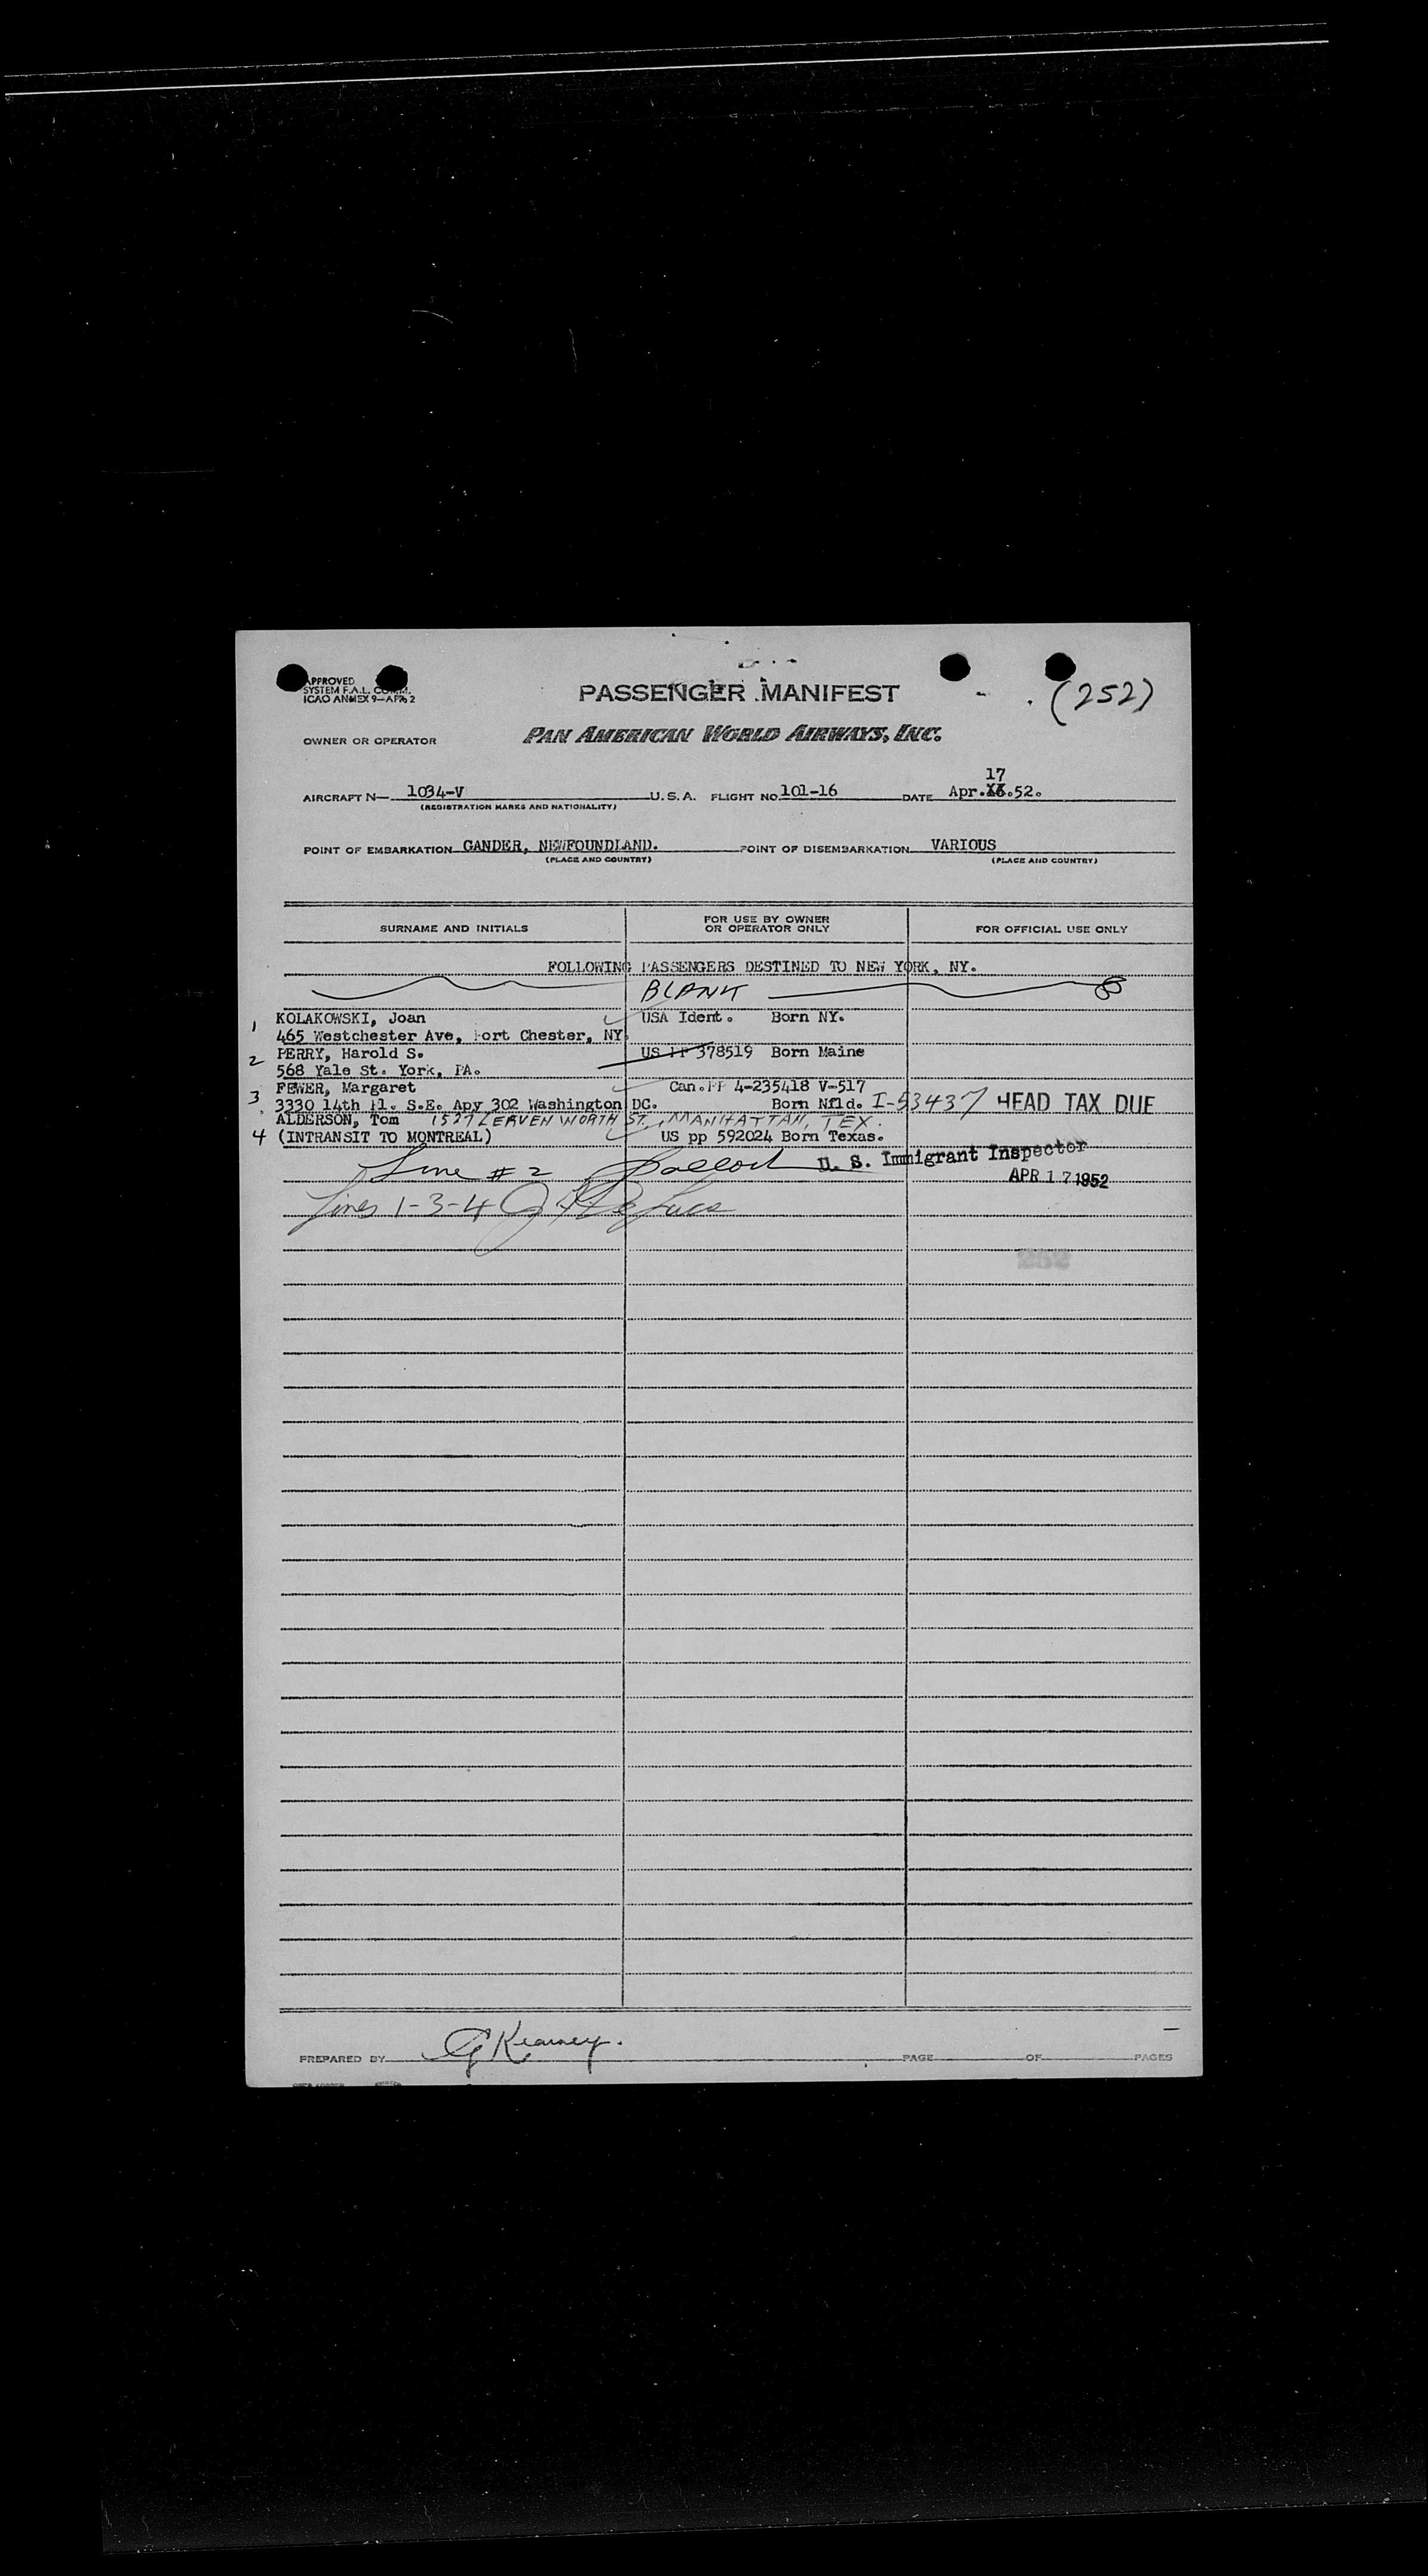 APPROVED
SYSTEM F.A.L. COMM.
ICAO ANNEX 9—APX 2
PASSENGER MANIFEST
(252)
OWNER OR OPERATOR PAN AMERICAN WORLD AIRWAYS, INC.
17
AIRCRAFT N— 1034-V U.S.A. FLIGHT NO. 101-16 DATE Apr. 52.
(REGISTRATION MARKS AND NATIONALITY)
POINT OF EMBARKATION GANDER, NEWFOUNDLAND. POINT OF DISEMBARKATION VARIOUS
(PLACE AND COUNTRY) (PLACE AND COUNTRY)
SURNAME AND INITIALS FOR USE BY OWNER OR OPERATOR ONLY FOR OFFICIAL USE ONLY
FOLLOWING PASSENGERS DESTINED TO NEW YORK, NY.
BLANK
1 KOLAKOWSKI, Joan USA Ident. Born NY.
465 Westchester Ave, Port Chester, NY.
2 PERRY, Harold S. US PP 378519 Born Maine
568 Yale St. York, PA.
3 FEWER, Margaret Can.PP 4-235418 V-517
3330 14th Pl. S.E. Apy 302 Washington DC. Born Nfld. I-53437 HEAD TAX DUE
ALDERSON, Tom 1527 LEAVENWORTH ST., MANHATTAN, TEX.
4 (INTRANSIT TO MONTREAL) US pp 592024 Born Texas.
Line #2 U. S. Immigrant Inspector
APR 17 1952
Lines 1-3-4
252
PREPARED BY G Kearney. PAGE OF PAGES